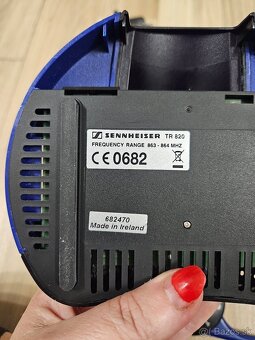 SENNHEISER TR 820
FREQUENCY RANGE 863 - 864 MHZ
CE 0682
682470
Made in Ireland